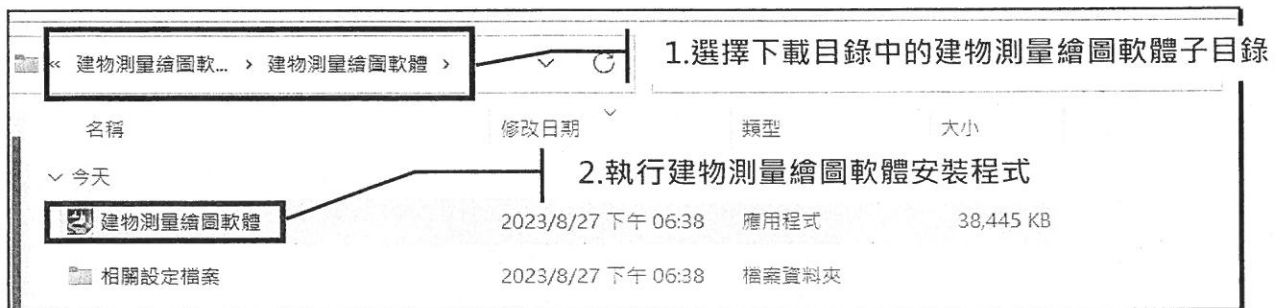 « 建物測量繪圖軟... › 建物測量繪圖軟體 ›
1.選擇下載目錄中的建物測量繪圖軟體子目錄
名稱 修改日期 類型 大小
今天
2.執行建物測量繪圖軟體安裝程式
建物測量繪圖軟體 2023/8/27 下午 06:38 應用程式 38,445 KB
相關設定檔案 2023/8/27 下午 06:38 檔案資料夾